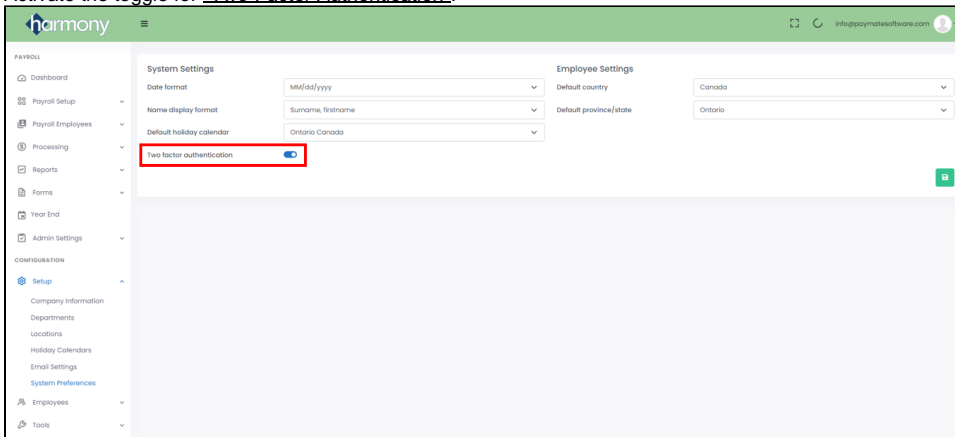 Activate the toggle for "Two Factor Authentication".
harmony
info@paymatesoftware.com
PAYROLL
Dashboard
Payroll Setup
Payroll Employees
Processing
Reports
Forms
Year End
Admin Settings
CONFIGURATION
Setup
Company Information
Departments
Locations
Holiday Calendars
Email Settings
System Preferences
Employees
Tools
System Settings
Date format
MM/dd/yyyy
Name display format
Surname, firstname
Default holiday calendar
Ontario Canada
Two factor authentication
Employee Settings
Default country
Canada
Default province/state
Ontario